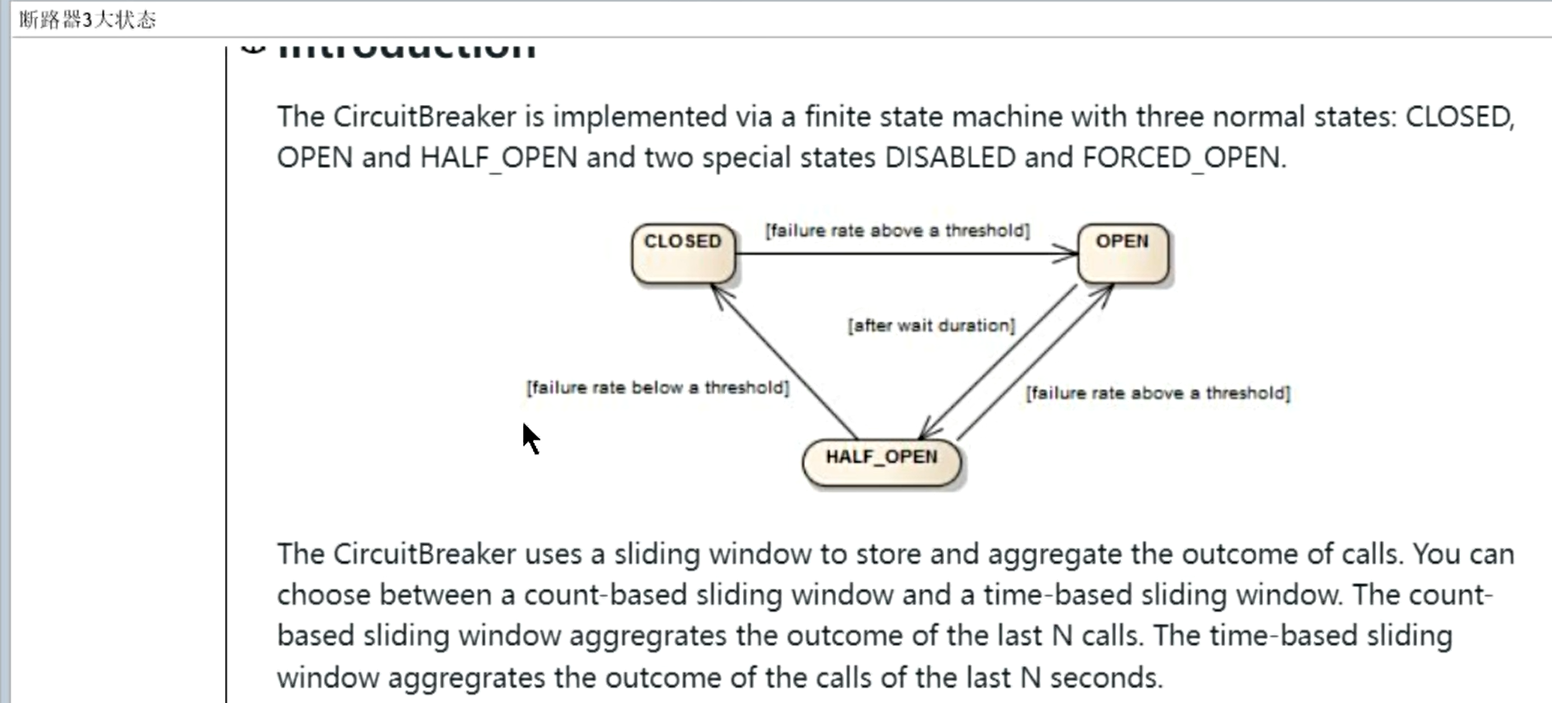 断路器3大状态
Introduction
The CircuitBreaker is implemented via a finite state machine with three normal states: CLOSED,
OPEN and HALF_OPEN and two special states DISABLED and FORCED_OPEN.
CLOSED
[failure rate above a threshold]
OPEN
[after wait duration]
[failure rate below a threshold]
[failure rate above a threshold]
HALF_OPEN
The CircuitBreaker uses a sliding window to store and aggregate the outcome of calls. You can
choose between a count-based sliding window and a time-based sliding window. The count-
based sliding window aggregrates the outcome of the last N calls. The time-based sliding
window aggregrates the outcome of the calls of the last N seconds.